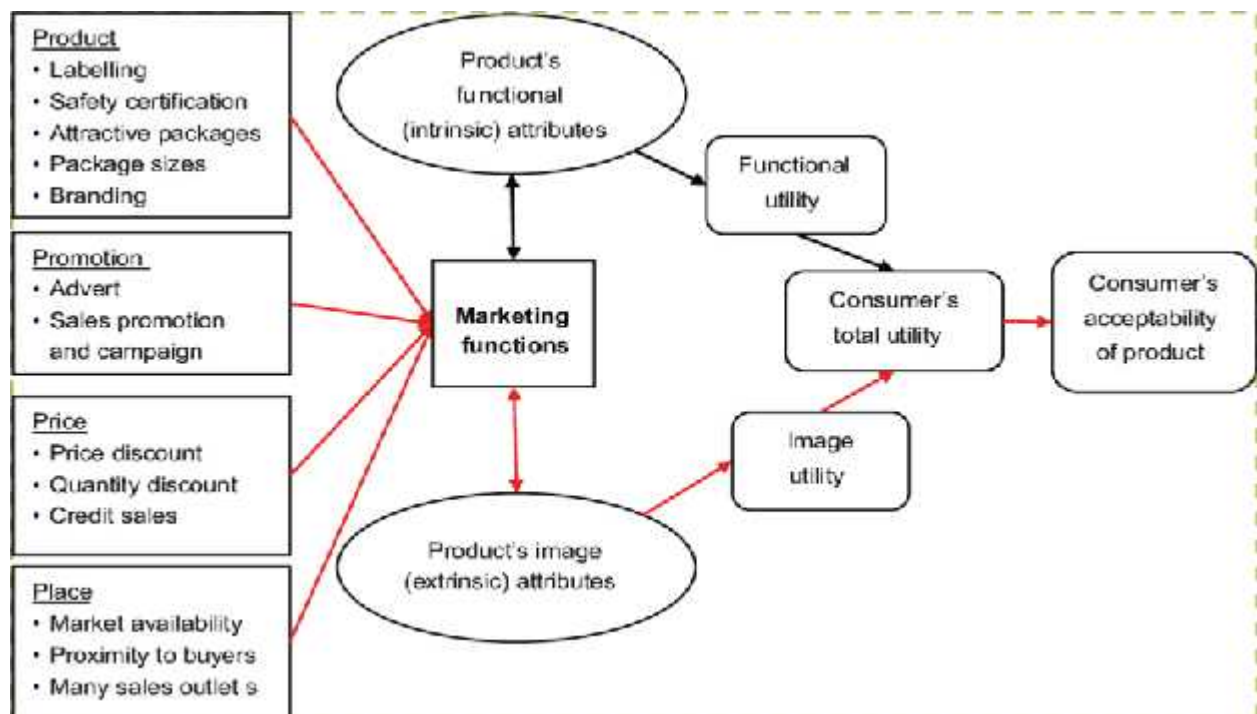 Product
• Labelling
• Safety certification
• Attractive packages
• Package sizes
• Branding
Promotion
• Advert
• Sales promotion
and campaign
Price
• Price discount
• Quantity discount
• Credit sales
Place
• Market availability
• Proximity to buyers
• Many sales outlet s
Product's
functional
(intrinsic) attributes
Marketing
functions
Product's image
(extrinsic) attributes
Functional
utility
Image
utility
Consumer's
total utility
Consumer's
acceptability
of product